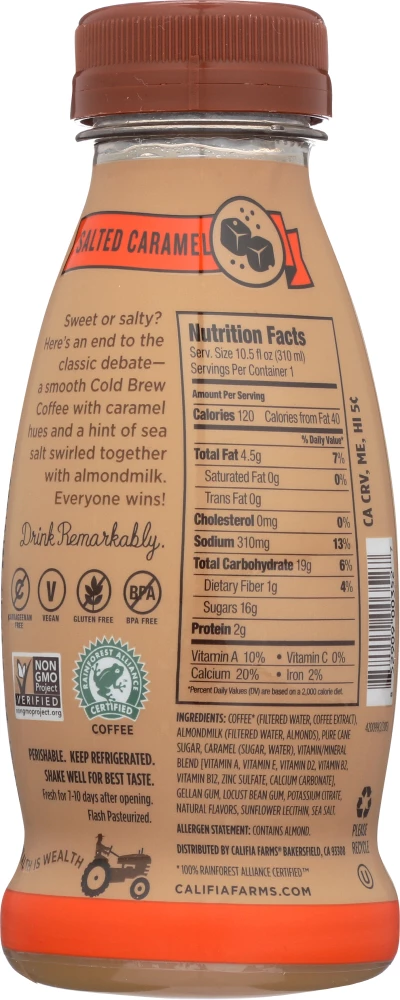 SALTED CARAMEL
Sweet or salty?
Here's an end to the
classic debate—
a smooth Cold Brew
Coffee with caramel
hues and a hint of sea
salt swirled together
with almondmilk.
Everyone wins!
Drink Remarkably.
FREE
VEGAN
GLUTEN FREE
BPA
BPA FREE
NON
GMO
Project
VERIFIED
nongmoproject.org
RAINFOREST ALLIANCE
CERTIFIED
COFFEE
PERISHABLE. KEEP REFRIGERATED.
SHAKE WELL FOR BEST TASTE.
Fresh for 7-10 days after opening.
Flash Pasteurized.
IS WEALTH
Nutrition Facts
Serv. Size 10.5 fl oz (310 ml)
Servings Per Container 1
Amount Per Serving
Calories 120 Calories from Fat 40
% Daily Value*
Total Fat 4.5g 7%
Saturated Fat 0g 0%
Trans Fat 0g
Cholesterol 0mg 0%
Sodium 310mg 13%
Total Carbohydrate 19g 6%
Dietary Fiber 1g 4%
Sugars 16g
Protein 2g
Vitamin A 10% • Vitamin C 0%
Calcium 20% • Iron 2%
*Percent Daily Values (DV) are based on a 2,000 calorie diet.
INGREDIENTS: COFFEE* (FILTERED WATER, COFFEE EXTRACT),
ALMONDMILK (FILTERED WATER, ALMONDS), PURE CANE
SUGAR, CARAMEL (SUGAR, WATER), VITAMIN/MINERAL
BLEND [VITAMIN A, VITAMIN E, VITAMIN D2, VITAMIN B2,
VITAMIN B12, ZINC SULFATE, CALCIUM CARBONATE],
GELLAN GUM, LOCUST BEAN GUM, POTASSIUM CITRATE,
NATURAL FLAVORS, SUNFLOWER LECITHIN, SEA SALT.
ALLERGEN STATEMENT: CONTAINS ALMOND.
DISTRIBUTED BY CALIFIA FARMS® BAKERSFIELD, CA 93308
*100% RAINFOREST ALLIANCE CERTIFIED™
CALIFIAFARMS.COM
CA CRV, ME, HI 5¢
PLEASE
RECYCLE
U